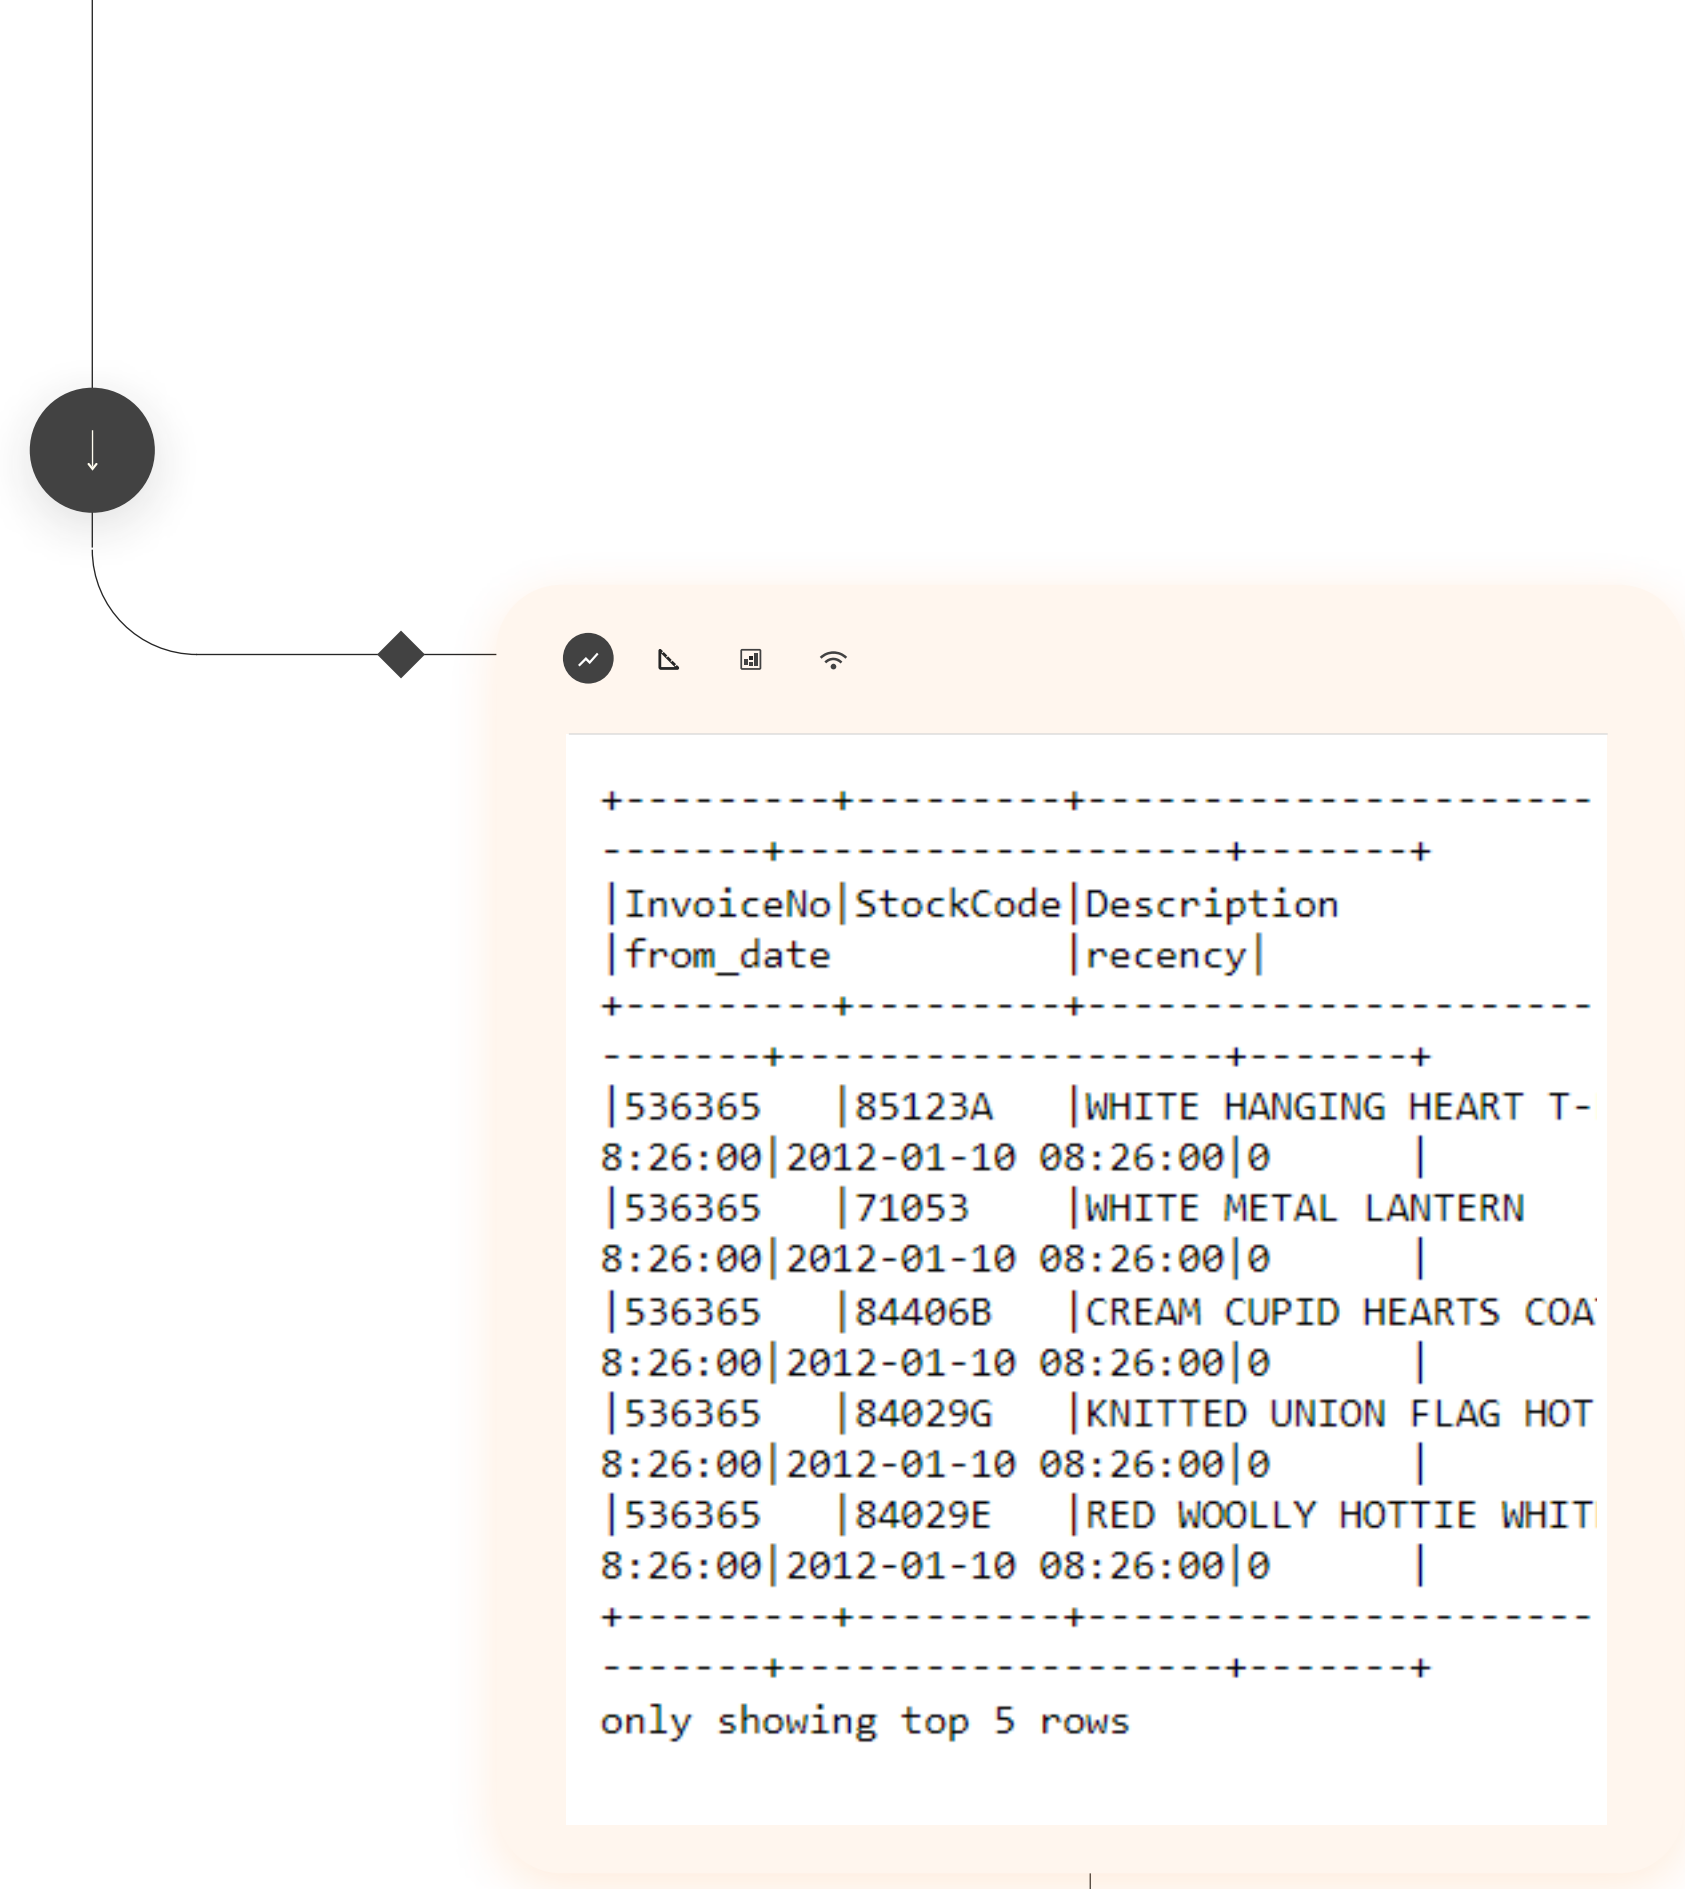 +---------+---------+----------------------
-------+-------------------+-------+
|InvoiceNo|StockCode|Description
|from_date          |recency|
+---------+---------+----------------------
-------+-------------------+-------+
|536365   |85123A   |WHITE HANGING HEART T-
8:26:00|2012-01-10 08:26:00|0      |
|536365   |71053    |WHITE METAL LANTERN
8:26:00|2012-01-10 08:26:00|0      |
|536365   |84406B   |CREAM CUPID HEARTS COA
8:26:00|2012-01-10 08:26:00|0      |
|536365   |84029G   |KNITTED UNION FLAG HOT
8:26:00|2012-01-10 08:26:00|0      |
|536365   |84029E   |RED WOOLLY HOTTIE WHIT
8:26:00|2012-01-10 08:26:00|0      |
+---------+---------+----------------------
-------+-------------------+-------+
only showing top 5 rows